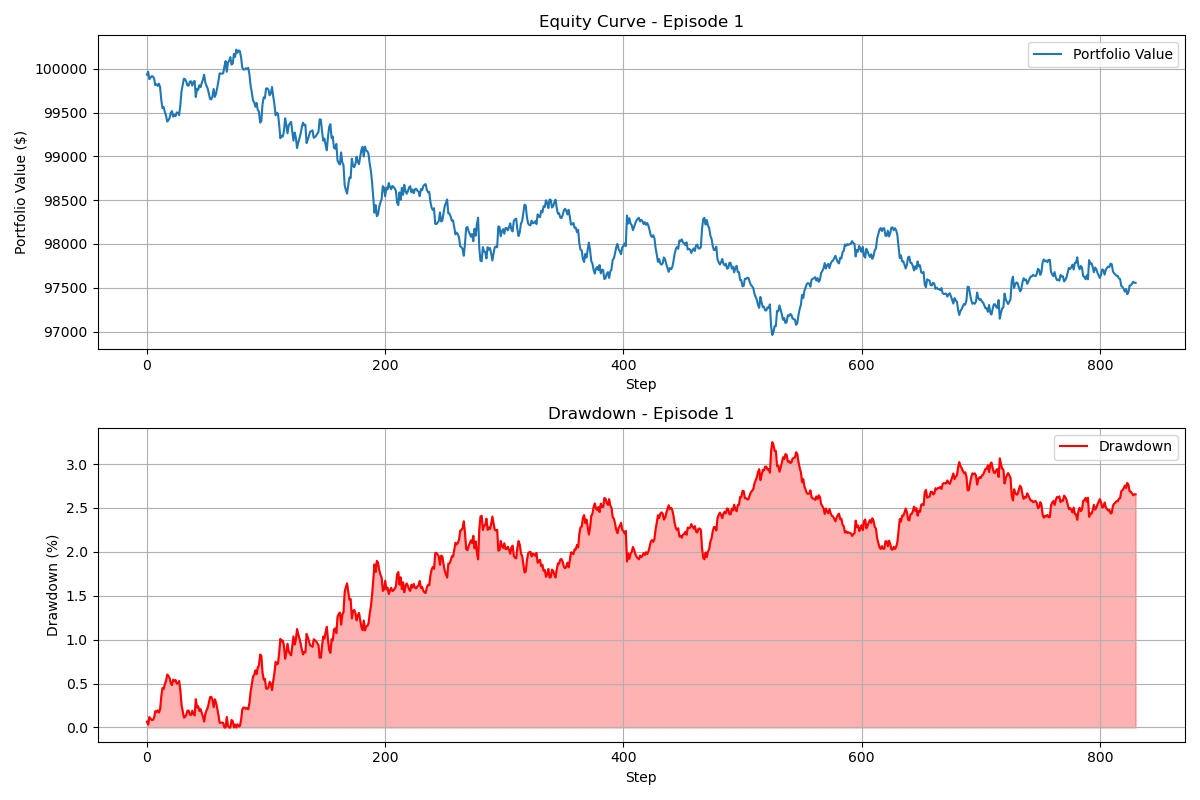 Equity Curve - Episode 1
Portfolio Value ($)
100000
99500
99000
98500
98000
97500
97000
Portfolio Value
0 200 400 600 800
Step
Drawdown - Episode 1
Drawdown (%)
3.0
2.5
2.0
1.5
1.0
0.5
0.0
Drawdown
0 200 400 600 800
Step